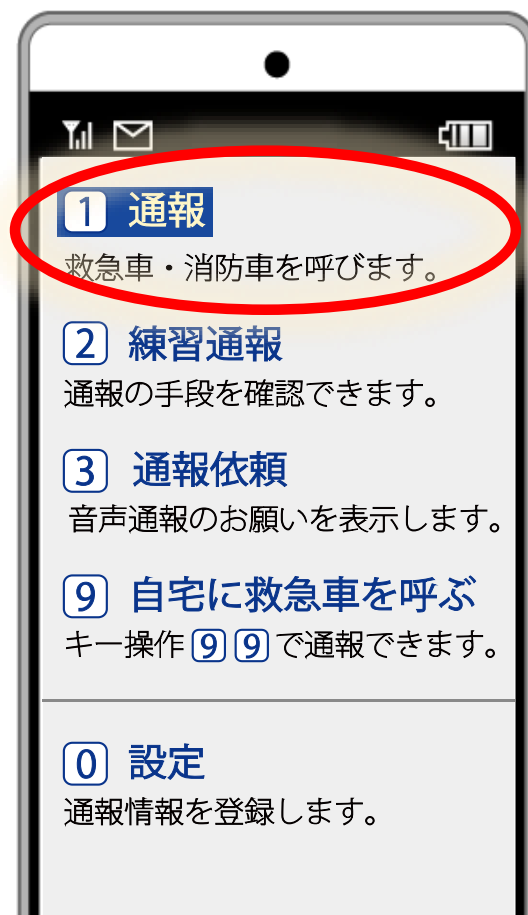 1 通報
救急車・消防車を呼びます。
2 練習通報
通報の手段を確認できます。
3 通報依頼
音声通報のお願いを表示します。
9 自宅に救急車を呼ぶ
キー操作99で通報できます。
0 設定
通報情報を登録します。